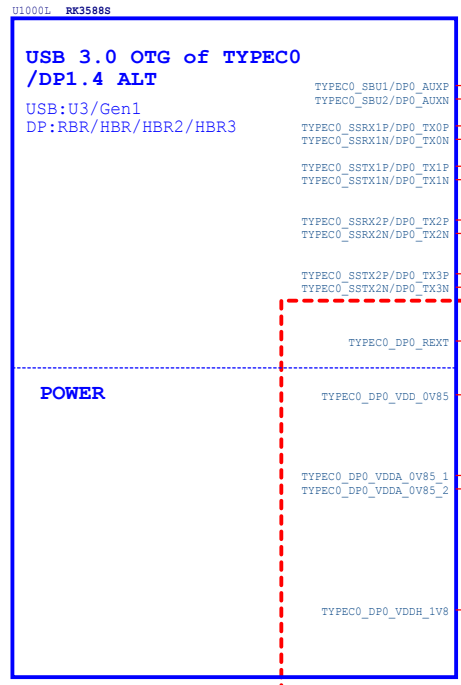 U1000L RK3588S
USB 3.0 OTG of TYPEC0
/DP1.4 ALT
USB:U3/Gen1
DP:RBR/HBR/HBR2/HBR3
TYPEC0_SBU1/DP0_AUXP
TYPEC0_SBU2/DP0_AUXN
TYPEC0_SSRX1P/DP0_TX0P
TYPEC0_SSRX1N/DP0_TX0N
TYPEC0_SSTX1P/DP0_TX1P
TYPEC0_SSTX1N/DP0_TX1N
TYPEC0_SSRX2P/DP0_TX2P
TYPEC0_SSRX2N/DP0_TX2N
TYPEC0_SSTX2P/DP0_TX3P
TYPEC0_SSTX2N/DP0_TX3N
TYPEC0_DP0_REXT
POWER
TYPEC0_DP0_VDD_0V85
TYPEC0_DP0_VDDA_0V85_1
TYPEC0_DP0_VDDA_0V85_2
TYPEC0_DP0_VDDH_1V8